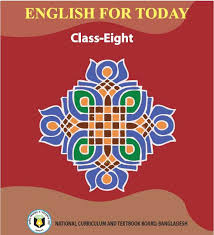 ENGLISH FOR TODAY
Class-Eight
NATIONAL CURRICULUM AND TEXTBOOK BOARD, BANGLADESH